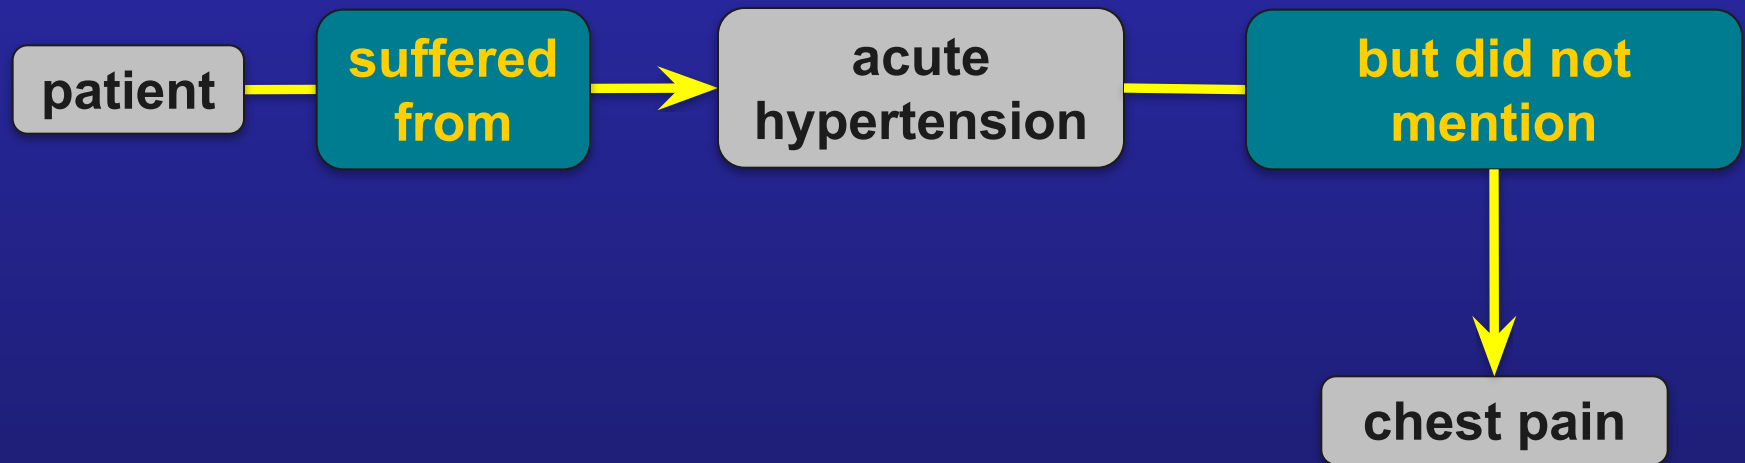 patient
suffered
from
acute
hypertension
but did not
mention
chest pain